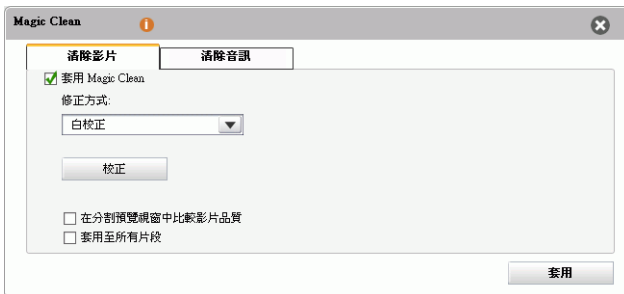 Magic Clean
清除影片 清除音訊
套用 Magic Clean
修正方式:
白校正
校正
在分割預覽視窗中比較影片品質
套用至所有片段
套用